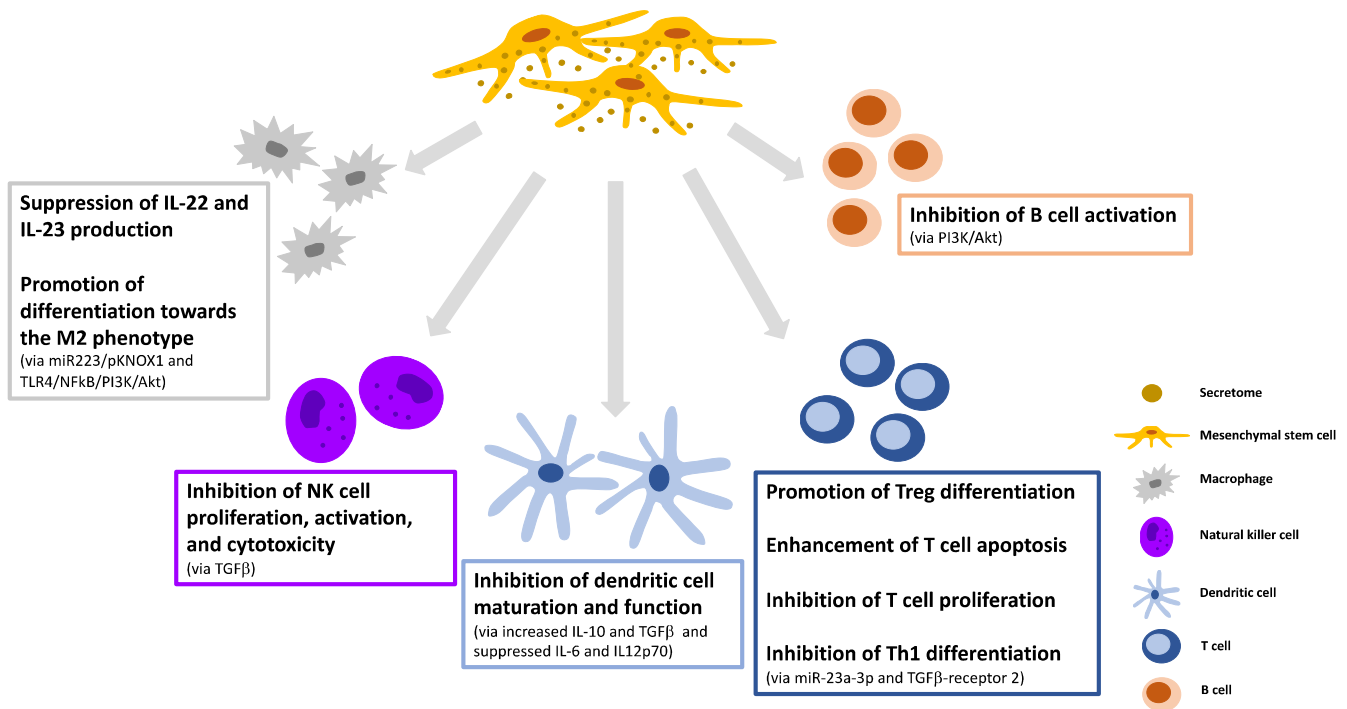 Suppression of IL-22 and
IL-23 production
Promotion of
differentiation towards
the M2 phenotype
(via miR223/pKNOX1 and
TLR4/NFkB/PI3K/Akt)
Inhibition of B cell activation
(via PI3K/Akt)
Inhibition of NK cell
proliferation, activation,
and cytotoxicity
(via TGFβ)
Inhibition of dendritic cell
maturation and function
(via increased IL-10 and TGFβ and
suppressed IL-6 and IL12p70)
Promotion of Treg differentiation
Enhancement of T cell apoptosis
Inhibition of T cell proliferation
Inhibition of Th1 differentiation
(via miR-23a-3p and TGFβ-receptor 2)
Secretome
Mesenchymal stem cell
Macrophage
Natural killer cell
Dendritic cell
T cell
B cell